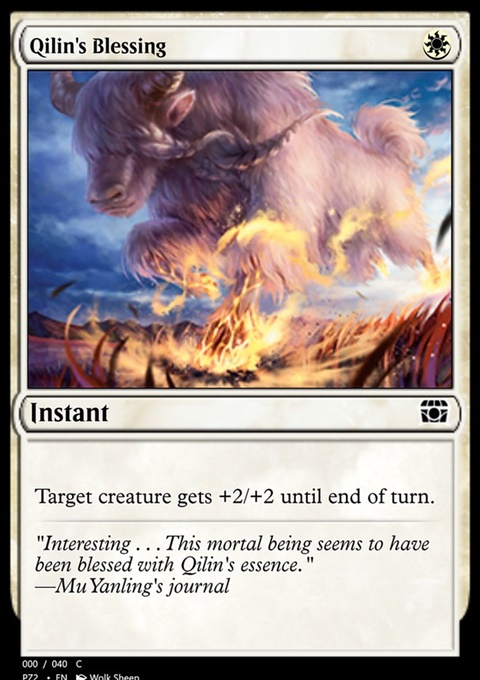 Qilin's Blessing
Instant
Target creature gets +2/+2 until end of turn.
"Interesting . . . This mortal being seems to have
been blessed with Qilin's essence."
—Mu Yanling's journal
000 / 040 C
PZ2 • EN Wolk Sheep